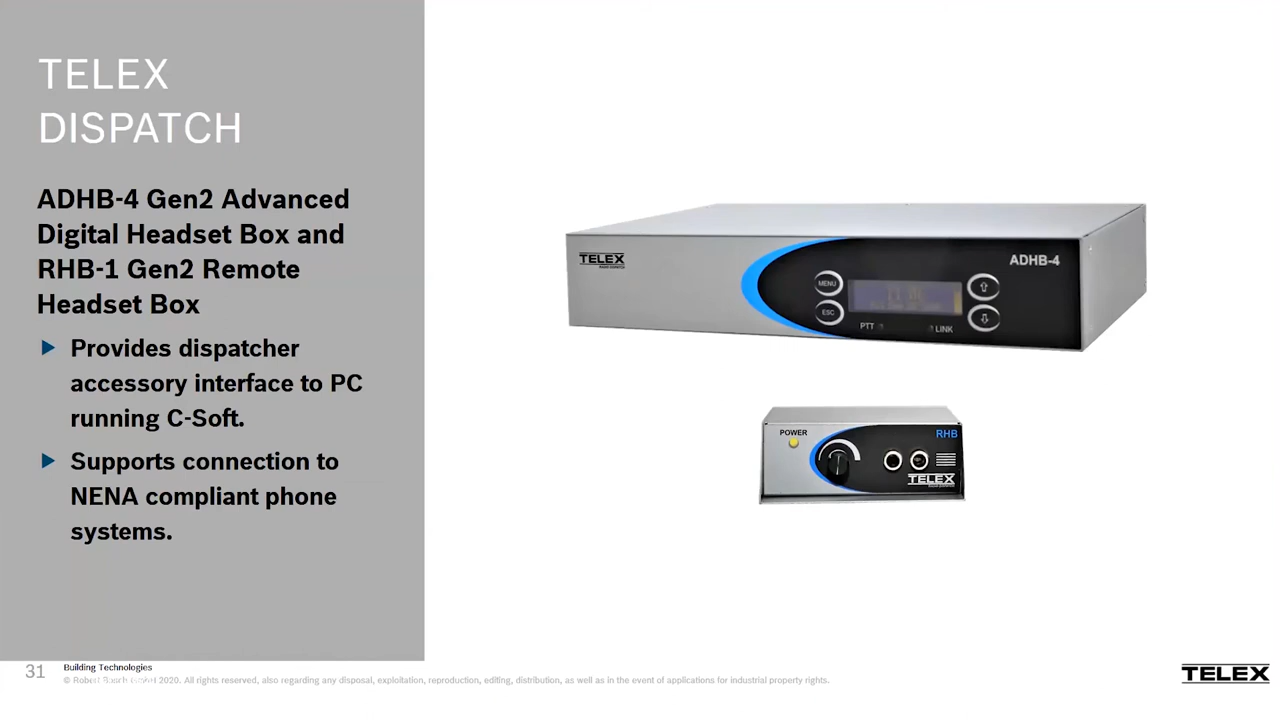 TELEX
DISPATCH
ADHB-4 Gen2 Advanced
Digital Headset Box and
RHB-1 Gen2 Remote
Headset Box
Provides dispatcher
accessory interface to PC
running C-Soft.
Supports connection to
NENA compliant phone
systems.
TELEX
ADHB-4
MENU
ESC
PTT
LINK
POWER
RHB
TELEX
31
Building Technologies
© Robert Bosch 2020. All rights reserved, also regarding any disposal, exploitation, reproduction, editing, distribution, as well as in the event of applications for industrial property rights.
TELEX